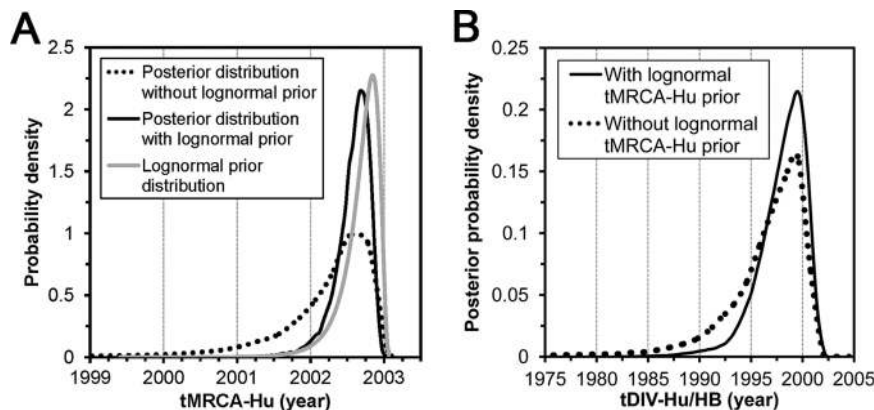 A
Probability density
2.5
2
1.5
1
0.5
0
Posterior distribution
without lognormal prior
Posterior distribution
with lognormal prior
Lognormal prior
distribution
1999 2000 2001 2002 2003
tMRCA-Hu (year)
B
Posterior probability density
0.25
0.2
0.15
0.1
0.05
0
With lognormal
tMRCA-Hu prior
Without lognormal
tMRCA-Hu prior
1975 1980 1985 1990 1995 2000 2005
tDIV-Hu/HB (year)